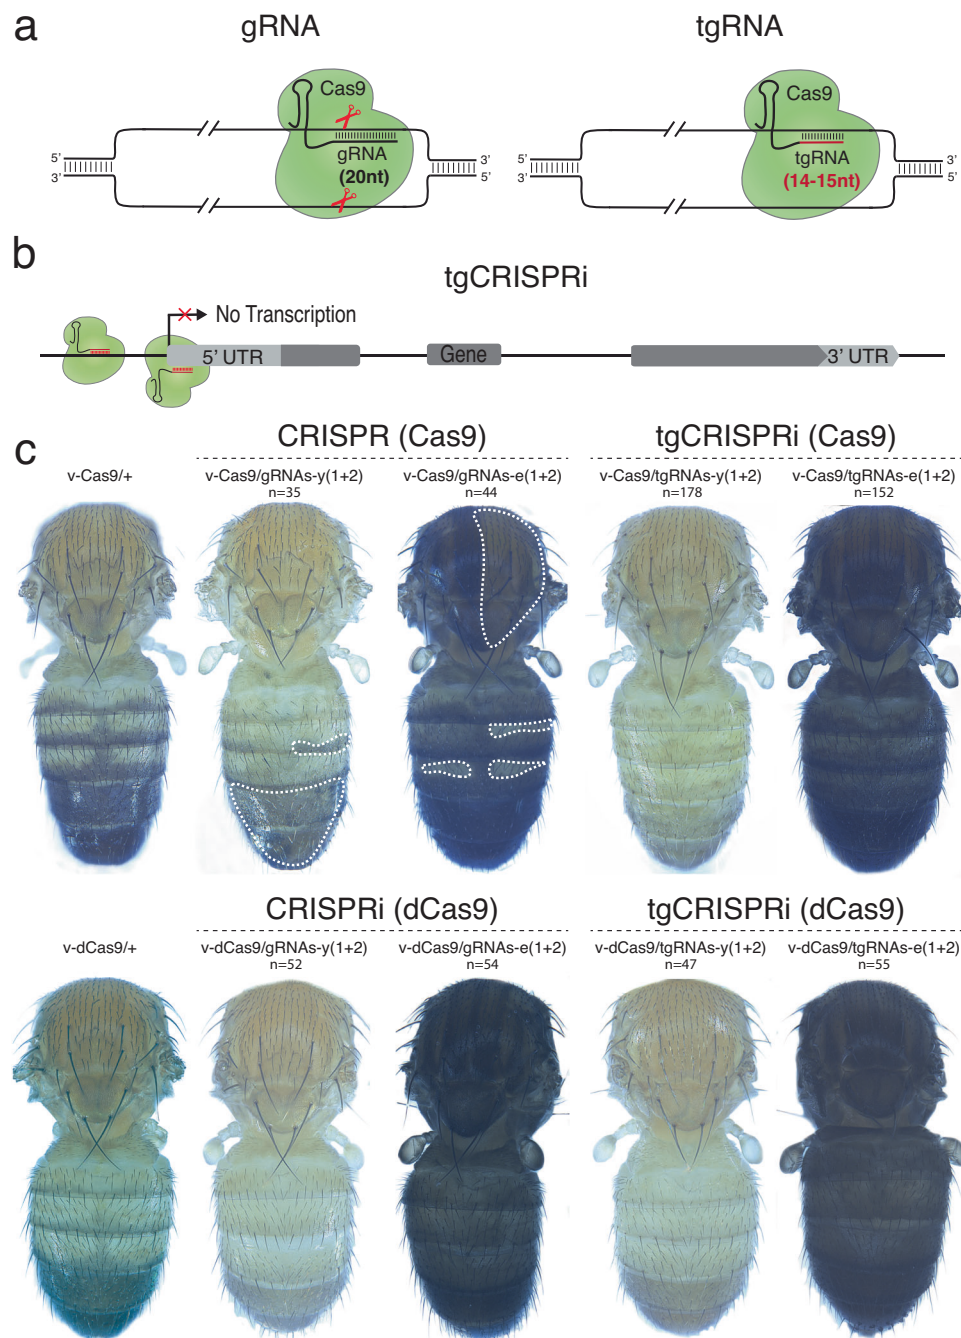 a
gRNA
tgRNA
Cas9
gRNA
(20nt)
5'
3'
3'
5'
Cas9
tgRNA
(14-15nt)
5'
3'
3'
5'
b
tgCRISPRi
No Transcription
5' UTR
Gene
3' UTR
c
CRISPR (Cas9)
tgCRISPRi (Cas9)
v-Cas9/+
v-Cas9/gRNAs-y(1+2)
n=35
v-Cas9/gRNAs-e(1+2)
n=44
v-Cas9/tgRNAs-y(1+2)
n=178
v-Cas9/tgRNAs-e(1+2)
n=152
CRISPRi (dCas9)
tgCRISPRi (dCas9)
v-dCas9/+
v-dCas9/gRNAs-y(1+2)
n=52
v-dCas9/gRNAs-e(1+2)
n=54
v-dCas9/tgRNAs-y(1+2)
n=47
v-dCas9/tgRNAs-e(1+2)
n=55